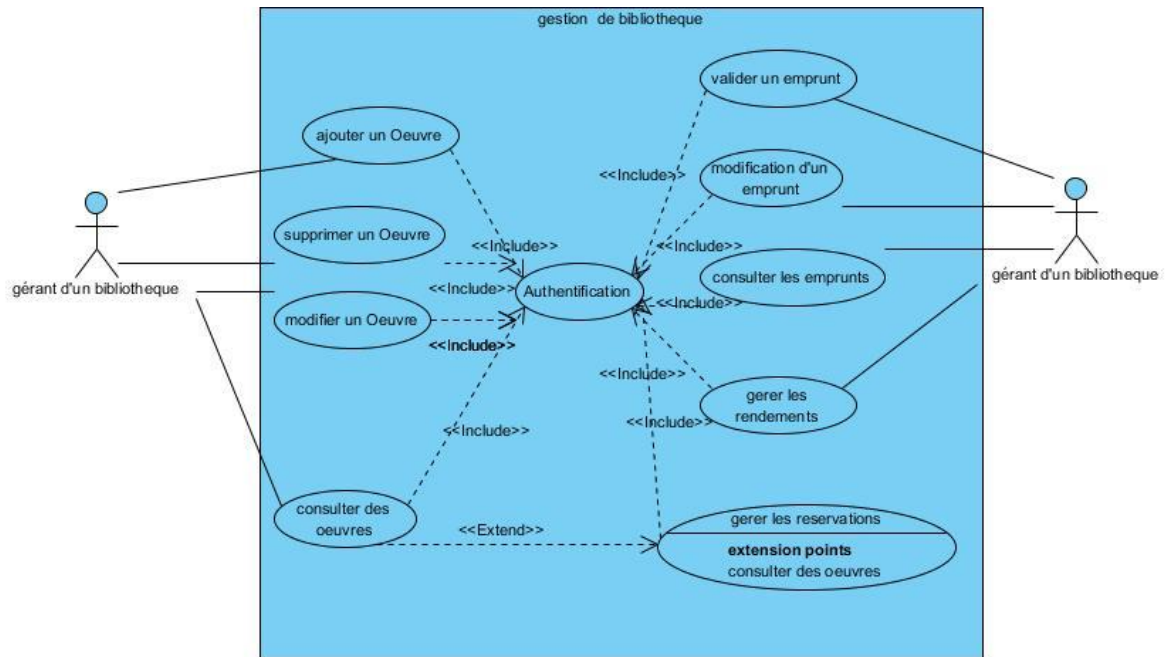 gestion de bibliotheque
valider un emprunt
ajouter un Oeuvre
<<Include>>
modification d'un
emprunt
supprimer un Oeuvre
<<Include>>
<<Include>>
gérant d'un bibliotheque
gérant d'un bibliotheque
consulter les emprunts
<<Include>>
Authentification
<<Include>>
modifier un Oeuvre
<<Include>>
<<Include>>
gerer les
rendements
<<Include>>
<<Include>>
consulter des
oeuvres
<<Extend>>
gerer les reservations
extension points
consulter des oeuvres